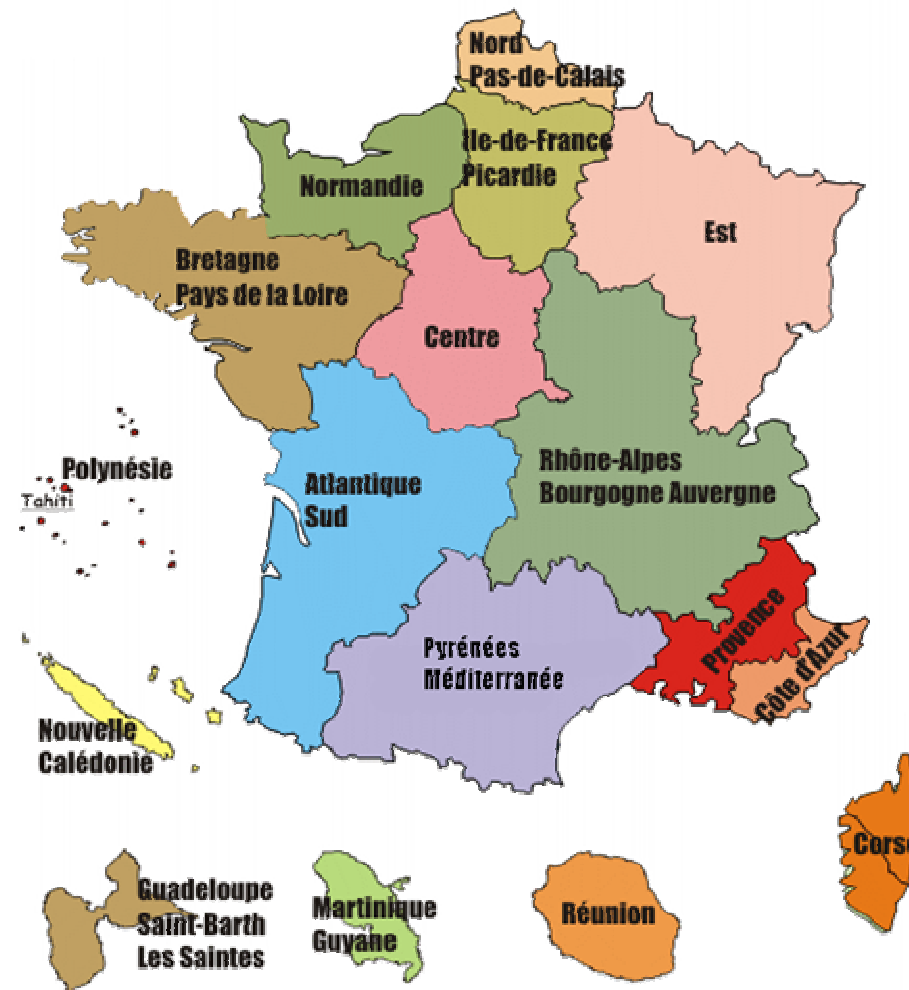 Nord
Pas-de-Calais
Ile-de-France
Picardie
Normandie
Est
Bretagne
Pays de la Loire
Centre
Polynésie
Tahiti
Atlantique
Sud
Rhône-Alpes
Bourgogne Auvergne
Provence
Côte d'Azur
Pyrénées
Méditerranée
Nouvelle
Calédonie
Corse
Guadeloupe
Saint-Barth
Les Saintes
Martinique
Guyane
Réunion